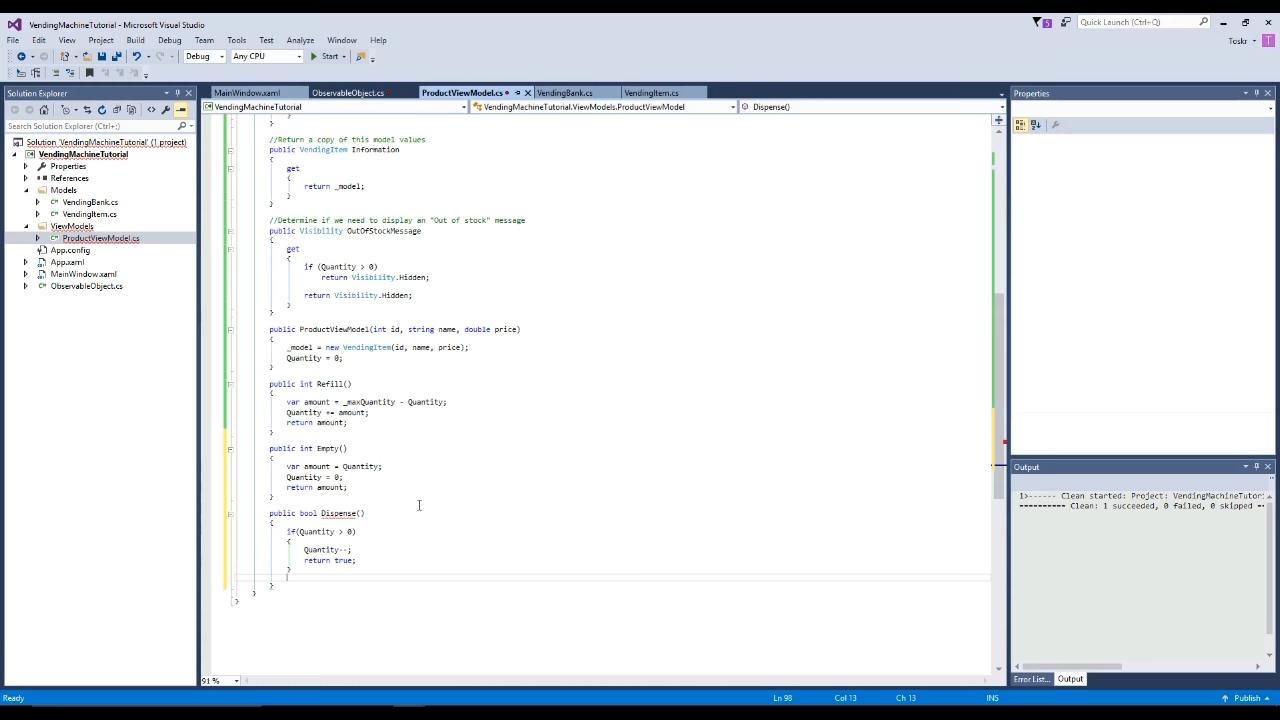 VendingMachineTutorial - Microsoft Visual Studio
5
Quick Launch (Ctrl+Q)
File Edit View Project Build Debug Team Tools Test Analyze Window Help
Toskr
T
Debug Any CPU Start
Solution Explorer
MainWindow.xaml ObservableObject.cs ProductViewModel.cs VendingBank.cs VendingItem.cs
Properties
VendingMachineTutorial VendingMachineTutorial.ViewModels.ProductViewModel Dispense()
Search Solution Explorer (Ctrl+;)
Solution 'VendingMachineTutorial' (1 project)
VendingMachineTutorial
Properties
References
Models
VendingBank.cs
VendingItem.cs
ViewModels
ProductViewModel.cs
App.config
App.xaml
MainWindow.xaml
ObservableObject.cs
}
}
//Return a copy of this model values
public VendingItem Information
{
get
{
return _model;
}
}
//Determine if we need to display an "Out of stock" message
public Visibility OutOfStockMessage
{
get
{
if (Quantity > 0)
return Visibility.Hidden;
return Visibility.Hidden;
}
}
public ProductViewModel(int id, string name, double price)
{
_model = new VendingItem(id, name, price);
Quantity = 0;
}
public int Refill()
{
var amount = _maxQuantity - Quantity;
Quantity += amount;
return amount;
}
public int Empty()
{
var amount = Quantity;
Quantity = 0;
return amount;
}
public bool Dispense()
{
if(Quantity > 0)
{
Quantity--;
return true;
}
}
}
}
Output
1>------ Clean started: Project: VendingMachineTutor
========== Clean: 1 succeeded, 0 failed, 0 skipped ==
Error List... Output
91 %
Ready
Ln 98 Col 13 Ch 13 INS
Publish